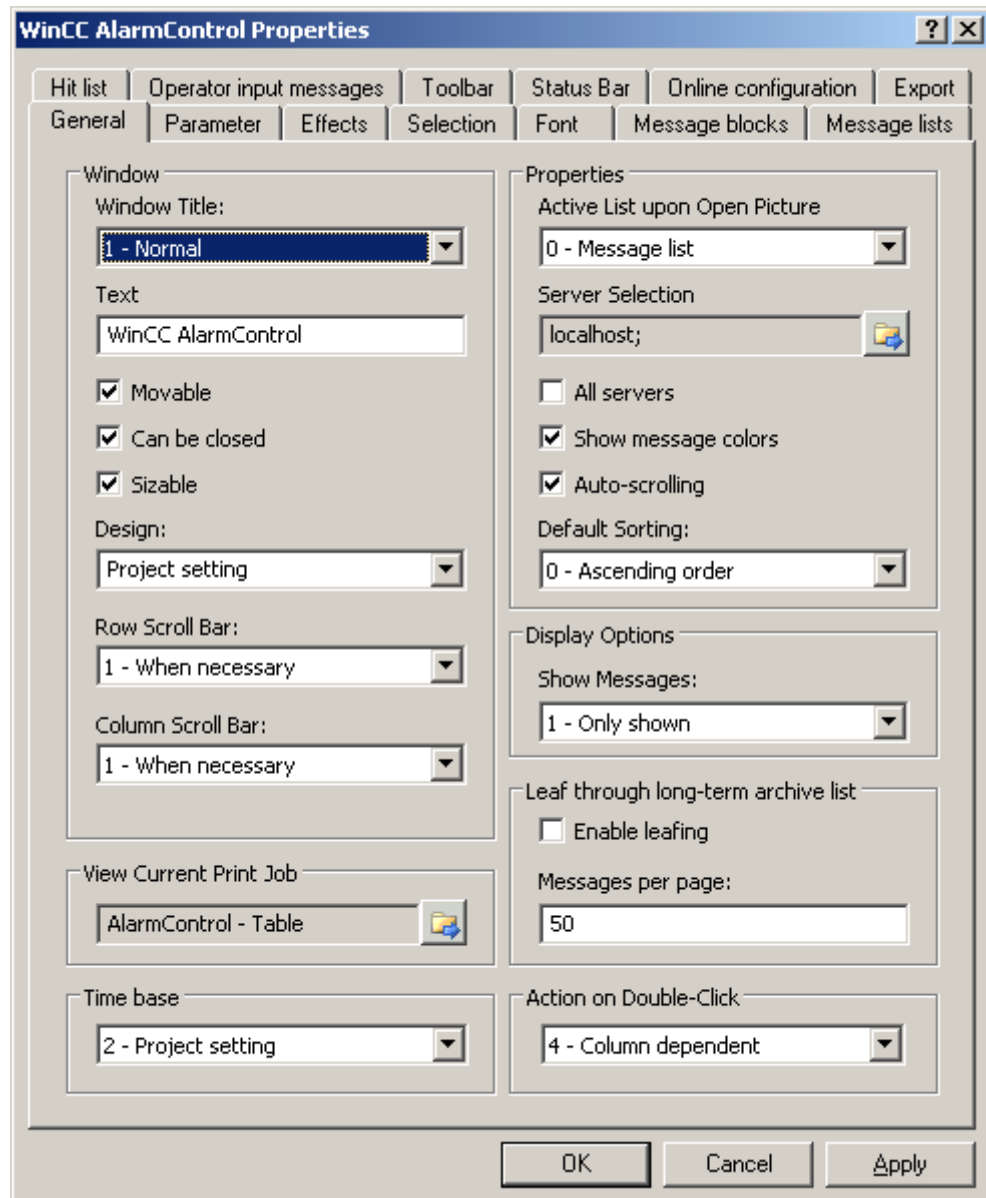 WinCC AlarmControl Properties
Hit list
Operator input messages
Toolbar
Status Bar
Online configuration
Export
General
Parameter
Effects
Selection
Font
Message blocks
Message lists
Window
Window Title:
1 - Normal
Text
WinCC AlarmControl
Movable
Can be closed
Sizable
Design:
Project setting
Row Scroll Bar:
1 - When necessary
Column Scroll Bar:
1 - When necessary
View Current Print Job
AlarmControl - Table
Time base
2 - Project setting
Properties
Active List upon Open Picture
0 - Message list
Server Selection
localhost;
All servers
Show message colors
Auto-scrolling
Default Sorting:
0 - Ascending order
Display Options
Show Messages:
1 - Only shown
Leaf through long-term archive list
Enable leafing
Messages per page:
50
Action on Double-Click
4 - Column dependent
OK
Cancel
Apply